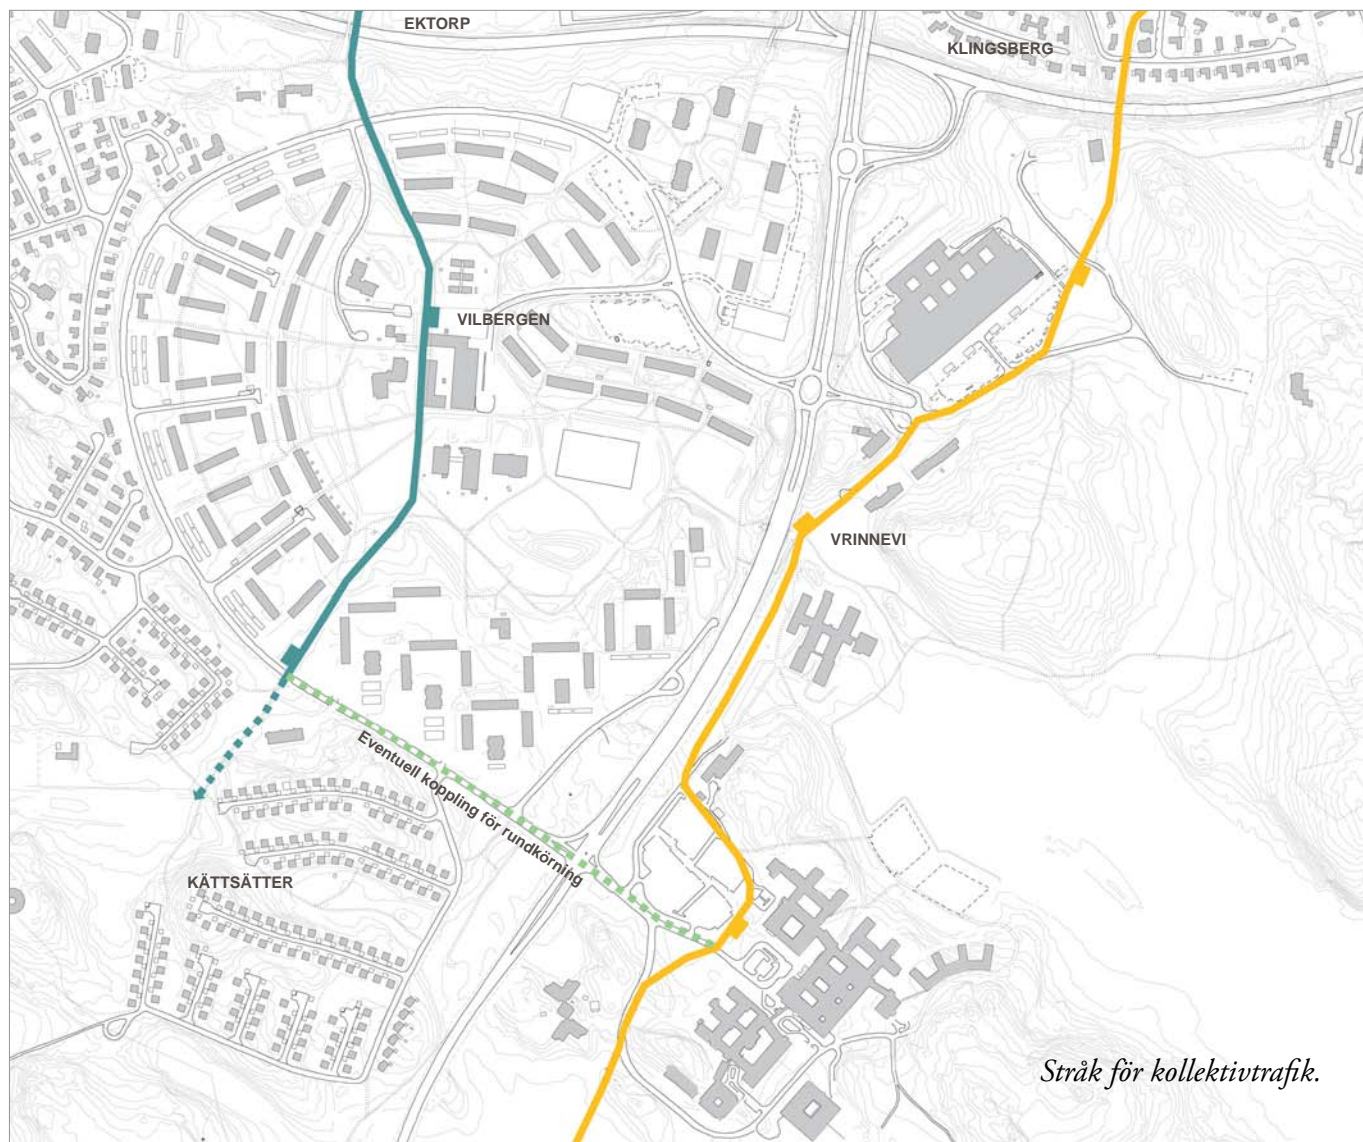 EKTORP
KLINGSBERG
VILBERGEN
VRINNEVI
Eventuell koppling för rundkörning
KÄTTSÄTTER
Stråk för kollektivtrafik.